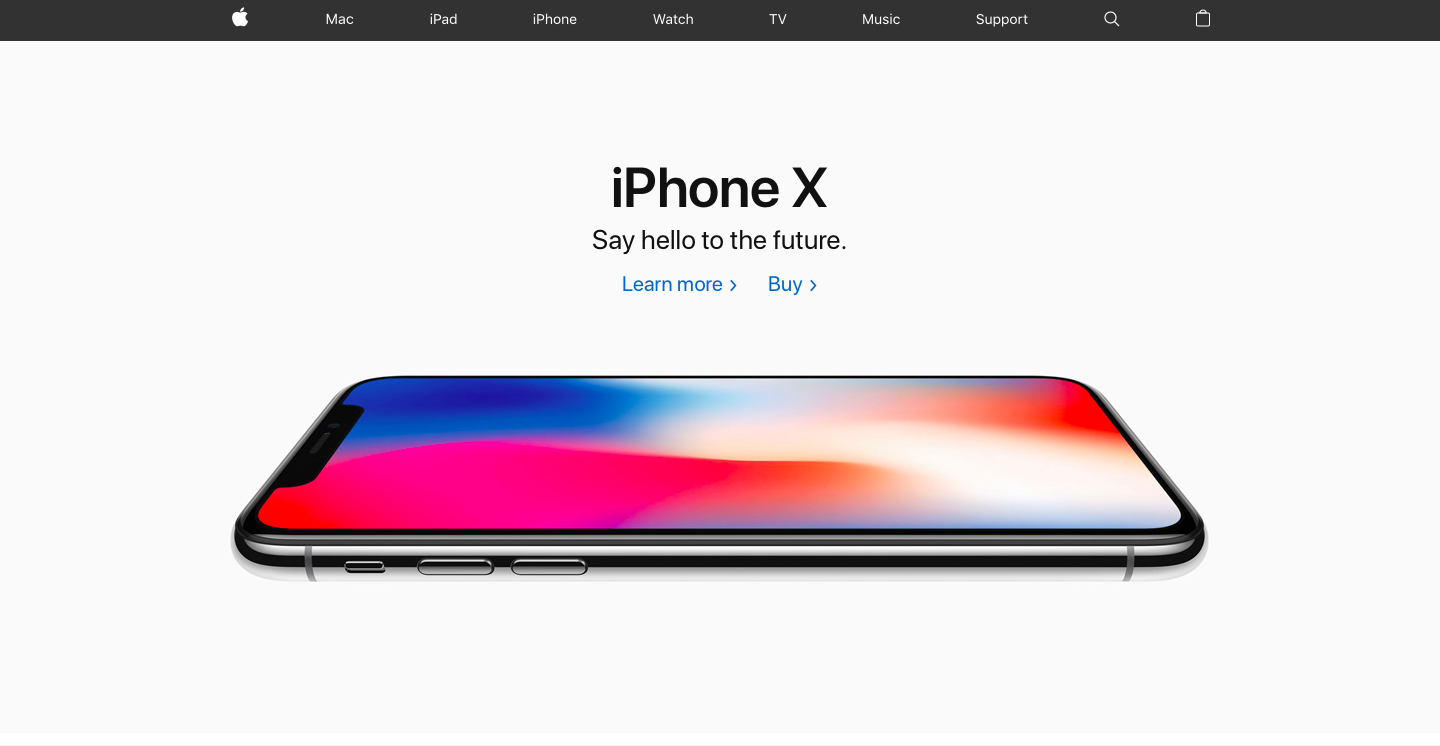 Mac iPad iPhone Watch TV Music Support
iPhone X
Say hello to the future.
Learn more > Buy >